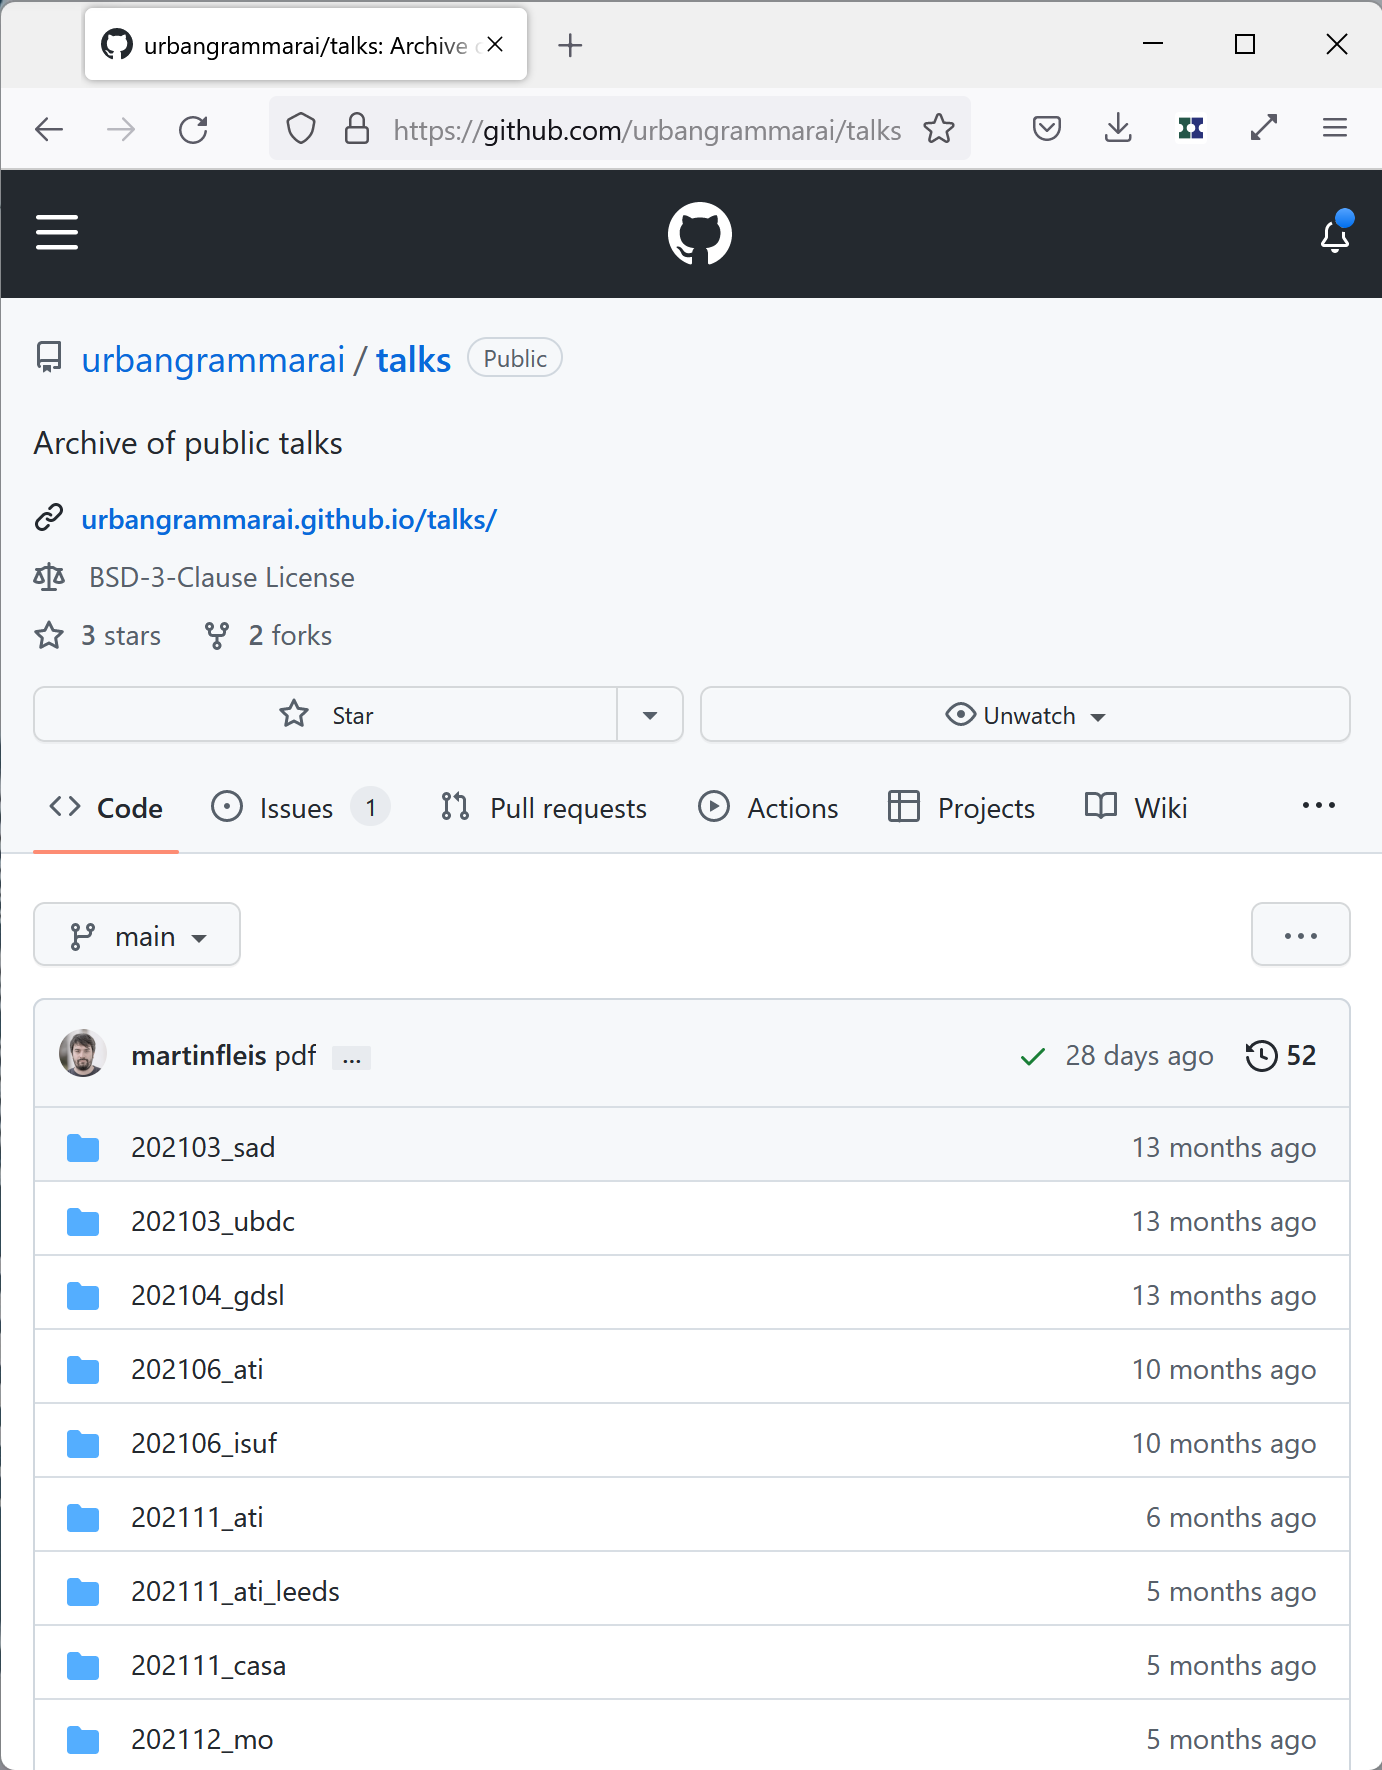 urbangrammarai/talks: Archive
https://github.com/urbangrammarai/talks
urbangrammarai / talks Public
Archive of public talks
urbangrammarai.github.io/talks/
BSD-3-Clause License
3 stars 2 forks
Star Unwatch
Code Issues 1 Pull requests Actions Projects Wiki ...
main ...
martinfleis pdf ... 28 days ago 52
202103_sad 13 months ago
202103_ubdc 13 months ago
202104_gdsl 13 months ago
202106_ati 10 months ago
202106_isuf 10 months ago
202111_ati 6 months ago
202111_ati_leeds 5 months ago
202111_casa 5 months ago
202112_mo 5 months ago